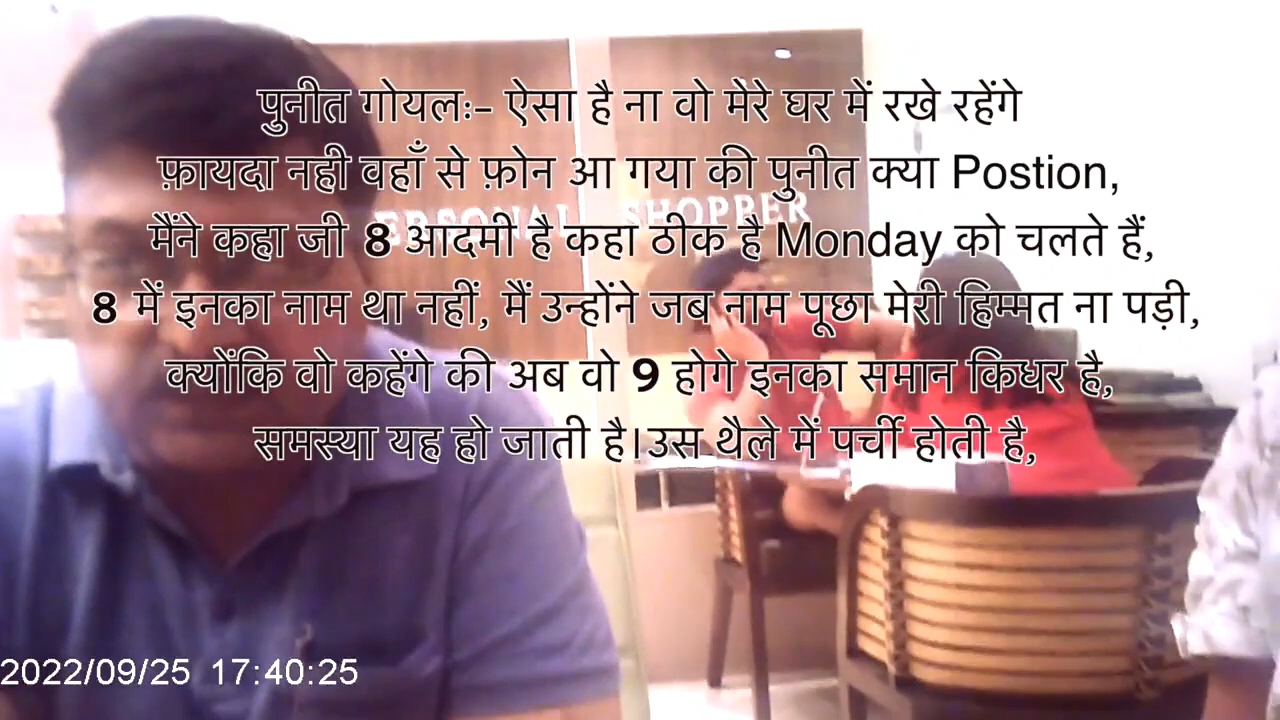 पुनीत गोयलः- ऐसा है ना वो मेरे घर में रखे रहेंगे
फ़ायदा नही वहाँ से फ़ोन आ गया की पुनीत क्या Postion,
मैंने कहा जी 8 आदमी है कहा ठीक है Monday को चलते हैं,
8 में इनका नाम था नहीं, मैं उन्होंने जब नाम पूछा मेरी हिम्मत ना पड़ी,
क्योंकि वो कहेंगे की अब वो 9 होगे इनका समान किधर है,
समस्या यह हो जाती है।उस थैले में पर्ची होती है,
PERSONAL SHOPPER
2022/09/25 17:40:25